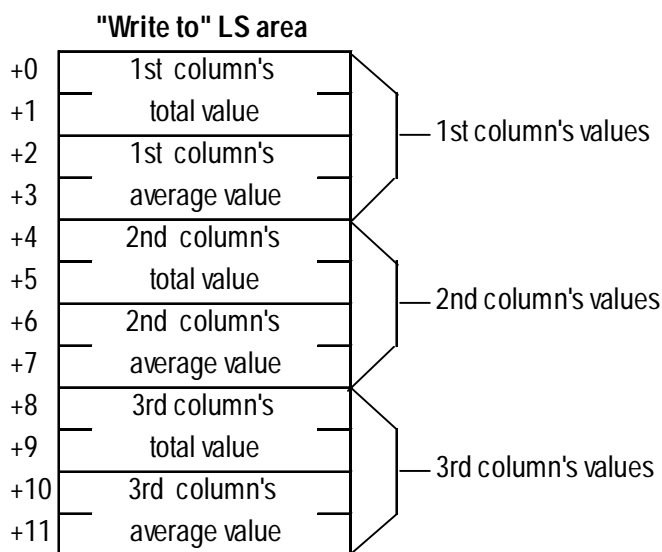 "Write to" LS area
+0 1st column's
+1 total value
+2 1st column's
+3 average value
1st column's values
+4 2nd column's
+5 total value
+6 2nd column's
+7 average value
2nd column's values
+8 3rd column's
+9 total value
+10 3rd column's
+11 average value
3rd column's values